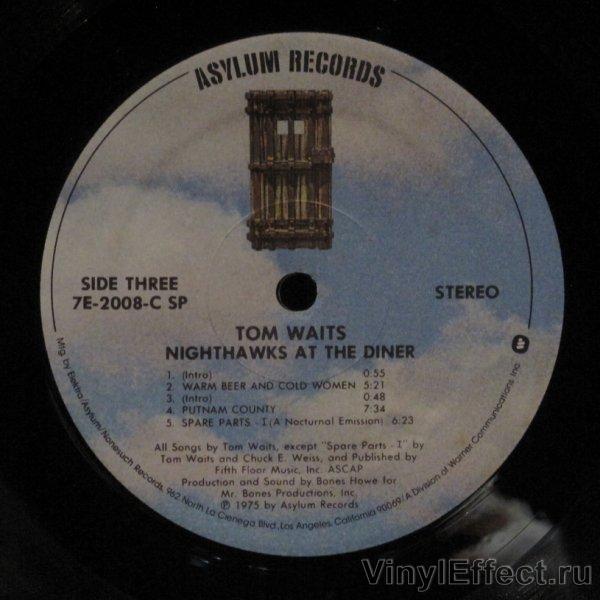 ASYLUM RECORDS
SIDE THREE
7E-2008-C SP
STEREO
TOM WAITS
NIGHTHAWKS AT THE DINER
1. (Intro) 0:55
2. WARM BEER AND COLD WOMEN 5:21
3. (Intro) 0:48
4. PUTNAM COUNTY 7:34
5. SPARE PARTS - I (A Nocturnal Emission) 6:23
All Songs by Tom Waits, except "Spare Parts - I" by
Tom Waits and Chuck E. Weiss, and Published by
Fifth Floor Music, Inc. ASCAP
Production and Sound by Bones Howe for
Mr. Bones Productions, Inc.
℗ 1975 by Asylum Records
Mfg. by Elektra/Asylum/Nonesuch Records, 962 North La Cienega Blvd., Los Angeles, California 90069/A Division of Warner Communications, Inc.
VinylEffect.ru